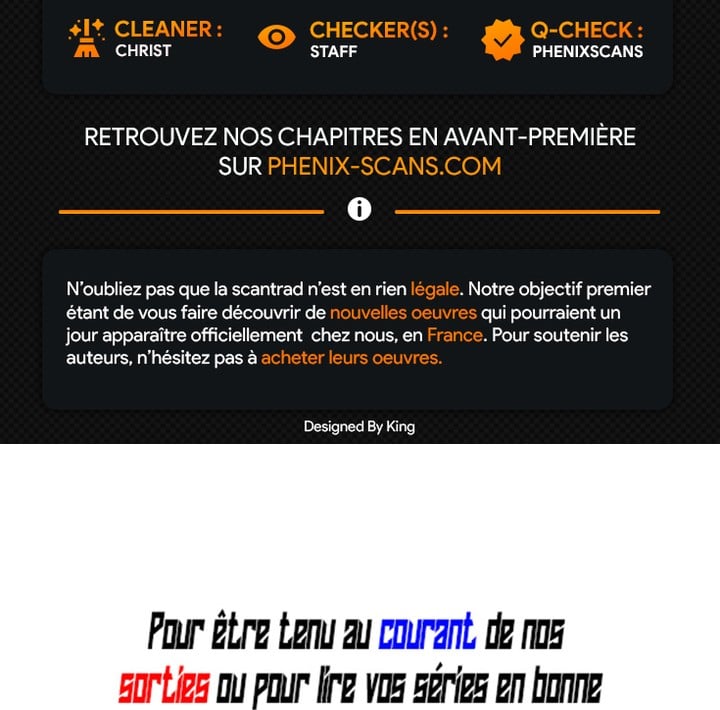 CLEANER : CHECKER(S) : Q-CHECK :
CHRIST STAFF PHENIXSCANS
RETROUVEZ NOS CHAPITRES EN AVANT-PREMIÈRE
SUR PHENIX-SCANS.COM
N'oubliez pas que la scantrad n'est en rien légale. Notre objectif premier
étant de vous faire découvrir de nouvelles oeuvres qui pourraient un
jour apparaître officiellement chez nous, en France. Pour soutenir les
auteurs, n'hésitez pas à acheter leurs oeuvres.
Designed By King
Pour être tenu au courant de nos
sorties ou pour lire vos séries en bonne